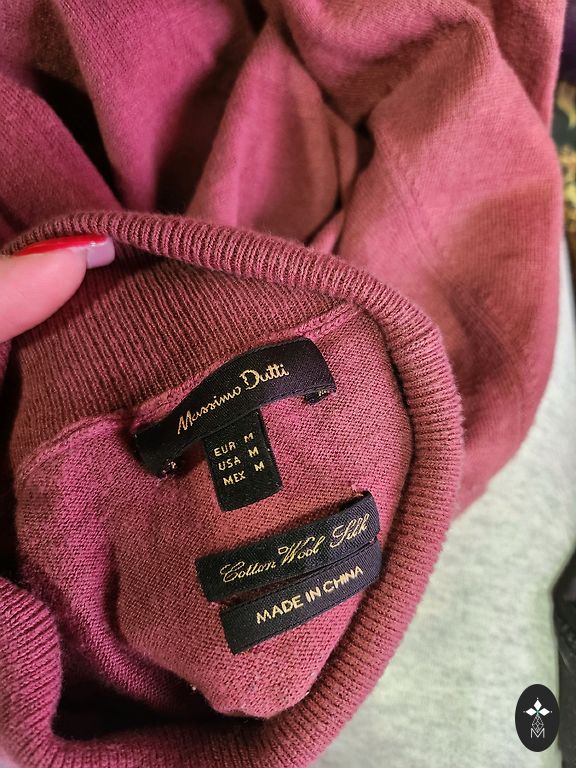 Massimo Dutti
EUR M
USA M
MEX M
Cotton Wool Silk
MADE IN CHINA